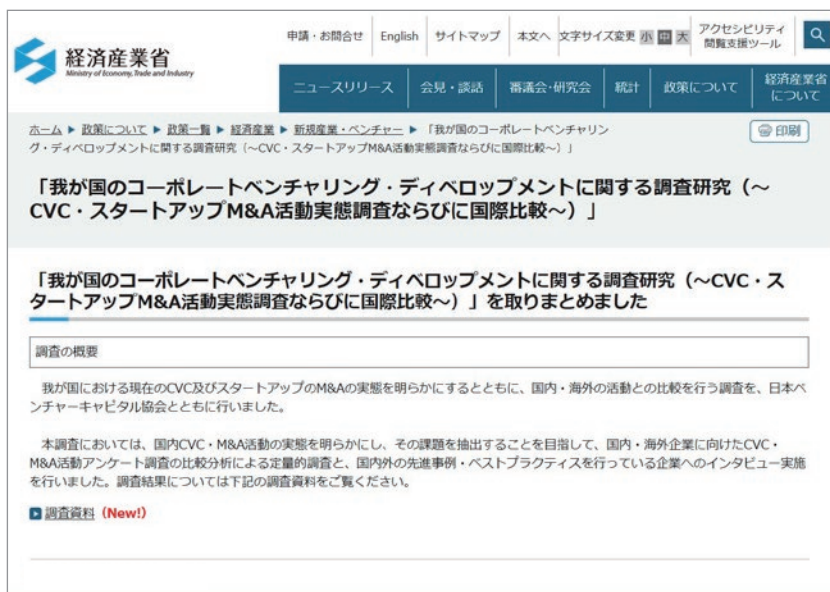 経済産業省
Ministry of Economy, Trade and Industry
申請・お問合せ English サイトマップ 本文へ 文字サイズ変更 小 中 大 アクセシビリティ
閲覧支援ツール
ニュースリリース 会見・談話 審議会・研究会 統計 政策について 経済産業省
について
ホーム ▶ 政策について ▶ 政策一覧 ▶ 経済産業 ▶ 新規産業・ベンチャー ▶ 「我が国のコーポレートベンチャリン
グ・ディベロップメントに関する調査研究（～CVC・スタートアップM&A活動実態調査ならびに国際比較～）」
印刷
「我が国のコーポレートベンチャリング・ディベロップメントに関する調査研究（～
CVC・スタートアップM&A活動実態調査ならびに国際比較～）」
「我が国のコーポレートベンチャリング・ディベロップメントに関する調査研究（～CVC・ス
タートアップM&A活動実態調査ならびに国際比較～）」を取りまとめました
調査の概要
我が国における現在のCVC及びスタートアップのM&Aの実態を明らかにするとともに、国内・海外の活動との比較を行う調査を、日本ベ
ンチャーキャピタル協会とともに行いました。
本調査においては、国内CVC・M&A活動の実態を明らかにし、その課題を抽出することを目指して、国内・海外企業に向けたCVC・
M&A活動アンケート調査の比較分析による定量的調査と、国内外の先進事例・ベストプラクティスを行っている企業へのインタビュー実施
を行いました。調査結果については下記の調査資料をご覧ください。
調査資料（New!）